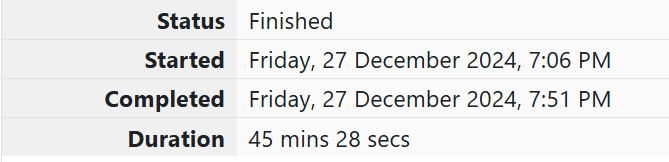 Status Finished
Started Friday, 27 December 2024, 7:06 PM
Completed Friday, 27 December 2024, 7:51 PM
Duration 45 mins 28 secs